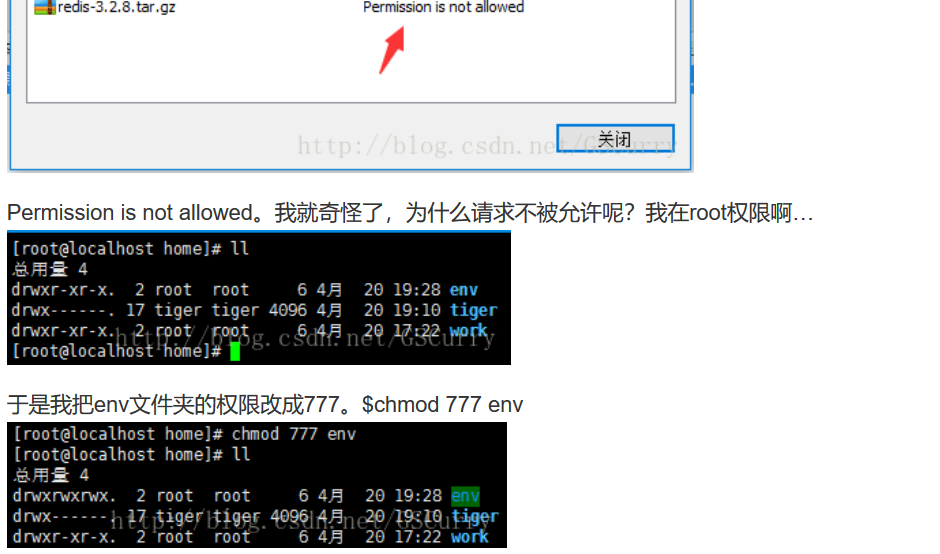 redis-3.2.8.tar.gz Permission is not allowed
关闭
http://blog.csdn.net/GSCurry
Permission is not allowed。我就奇怪了，为什么请求不被允许呢？我在root权限啊…
[root@localhost home]# ll
总用量 4
drwxr-xr-x. 2 root root 6 4月 20 19:28 env
drwx------. 17 tiger tiger 4096 4月 20 19:10 tiger
drwxr-xr-x. 2 root root 6 4月 20 17:22 work
http://blog.csdn.net/GSCurry
[root@localhost home]#
于是我把env文件夹的权限改成777。$chmod 777 env
[root@localhost home]# chmod 777 env
[root@localhost home]# ll
总用量 4
drwxrwxrwx. 2 root root 6 4月 20 19:28 env
drwx------. 17 tiger tiger 4096 4月 20 19:10 tiger
http://blog.csdn.net/GSCurry
drwxr-xr-x. 2 root root 6 4月 20 17:22 work